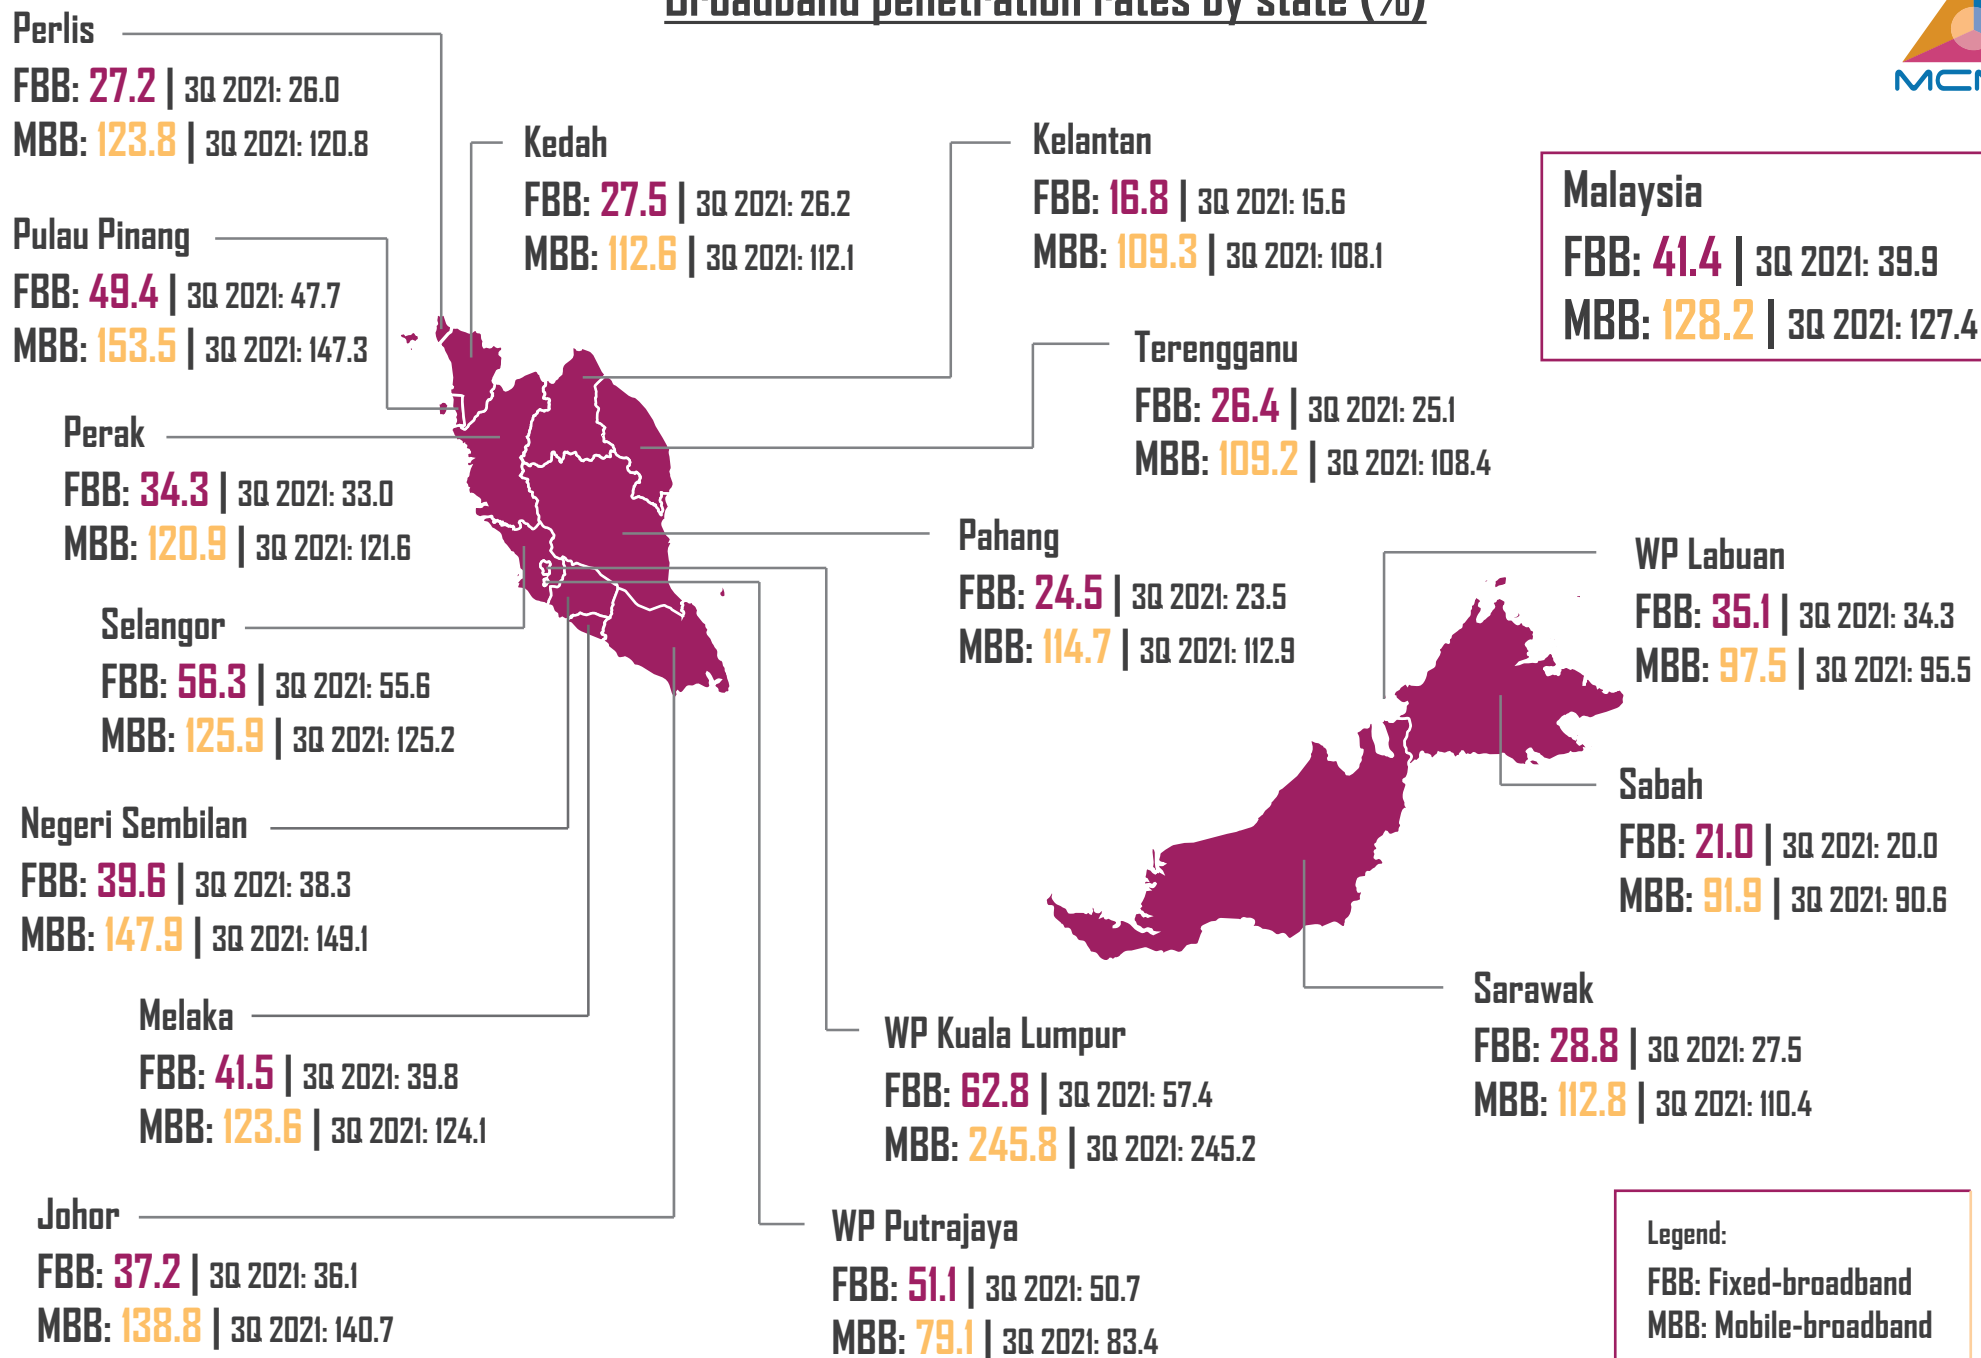 Broadband penetration rates by state (%)
Perlis
FBB: 27.2 | 3Q 2021: 26.0
MBB: 123.8 | 3Q 2021: 120.8
Kedah
FBB: 27.5 | 3Q 2021: 26.2
MBB: 112.6 | 3Q 2021: 112.1
Kelantan
FBB: 16.8 | 3Q 2021: 15.6
MBB: 109.3 | 3Q 2021: 108.1
Malaysia
FBB: 41.4 | 3Q 2021: 39.9
MBB: 128.2 | 3Q 2021: 127.4
Pulau Pinang
FBB: 49.4 | 3Q 2021: 47.7
MBB: 153.5 | 3Q 2021: 147.3
Terengganu
FBB: 26.4 | 3Q 2021: 25.1
MBB: 109.2 | 3Q 2021: 108.4
Perak
FBB: 34.3 | 3Q 2021: 33.0
MBB: 120.9 | 3Q 2021: 121.6
Pahang
FBB: 24.5 | 3Q 2021: 23.5
MBB: 114.7 | 3Q 2021: 112.9
WP Labuan
FBB: 35.1 | 3Q 2021: 34.3
MBB: 97.5 | 3Q 2021: 95.5
Selangor
FBB: 56.3 | 3Q 2021: 55.6
MBB: 125.9 | 3Q 2021: 125.2
Sabah
FBB: 21.0 | 3Q 2021: 20.0
MBB: 91.9 | 3Q 2021: 90.6
Negeri Sembilan
FBB: 39.6 | 3Q 2021: 38.3
MBB: 147.9 | 3Q 2021: 149.1
Sarawak
FBB: 28.8 | 3Q 2021: 27.5
MBB: 112.8 | 3Q 2021: 110.4
Melaka
FBB: 41.5 | 3Q 2021: 39.8
MBB: 123.6 | 3Q 2021: 124.1
WP Kuala Lumpur
FBB: 62.8 | 3Q 2021: 57.4
MBB: 245.8 | 3Q 2021: 245.2
Johor
FBB: 37.2 | 3Q 2021: 36.1
MBB: 138.8 | 3Q 2021: 140.7
WP Putrajaya
FBB: 51.1 | 3Q 2021: 50.7
MBB: 79.1 | 3Q 2021: 83.4
Legend:
FBB: Fixed-broadband
MBB: Mobile-broadband